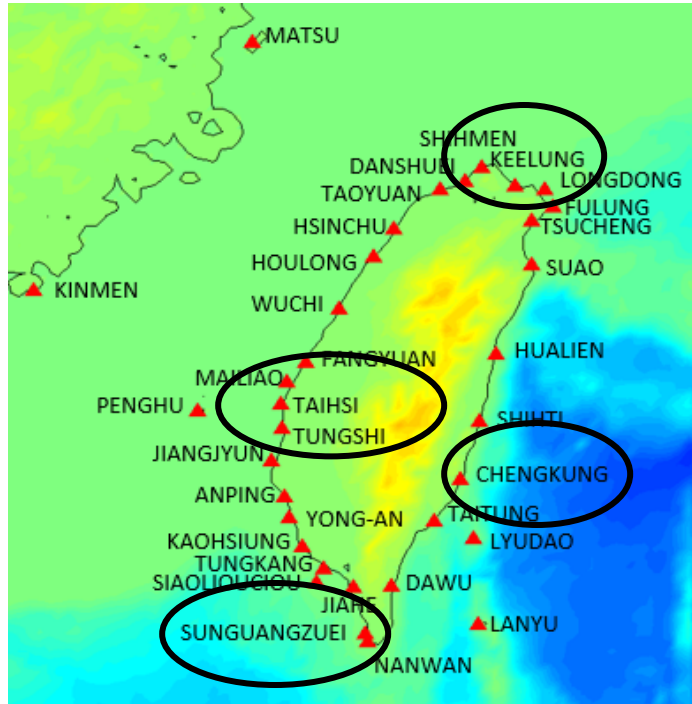 MATSU
SHIHMEN
KEELUNG
DANSHUEI
LONGDONG
TAOYUAN
FULUNG
TSUCHENG
HSINCHU
HOULONG
SUAO
KINMEN
WUCHI
HUALIEN
FANGYUAN
MAILIAO
PENGHU
TAIHSI
SHIHTI
TUNGSHI
JIANGJYUN
CHENGKUNG
ANPING
YONG-AN
TAITUNG
KAOHSIUNG
LYUDAO
TUNGKANG
SIAOLIOUCIOU
DAWU
JIAHE
SUNGUANGZUEI
LANYU
NANWAN